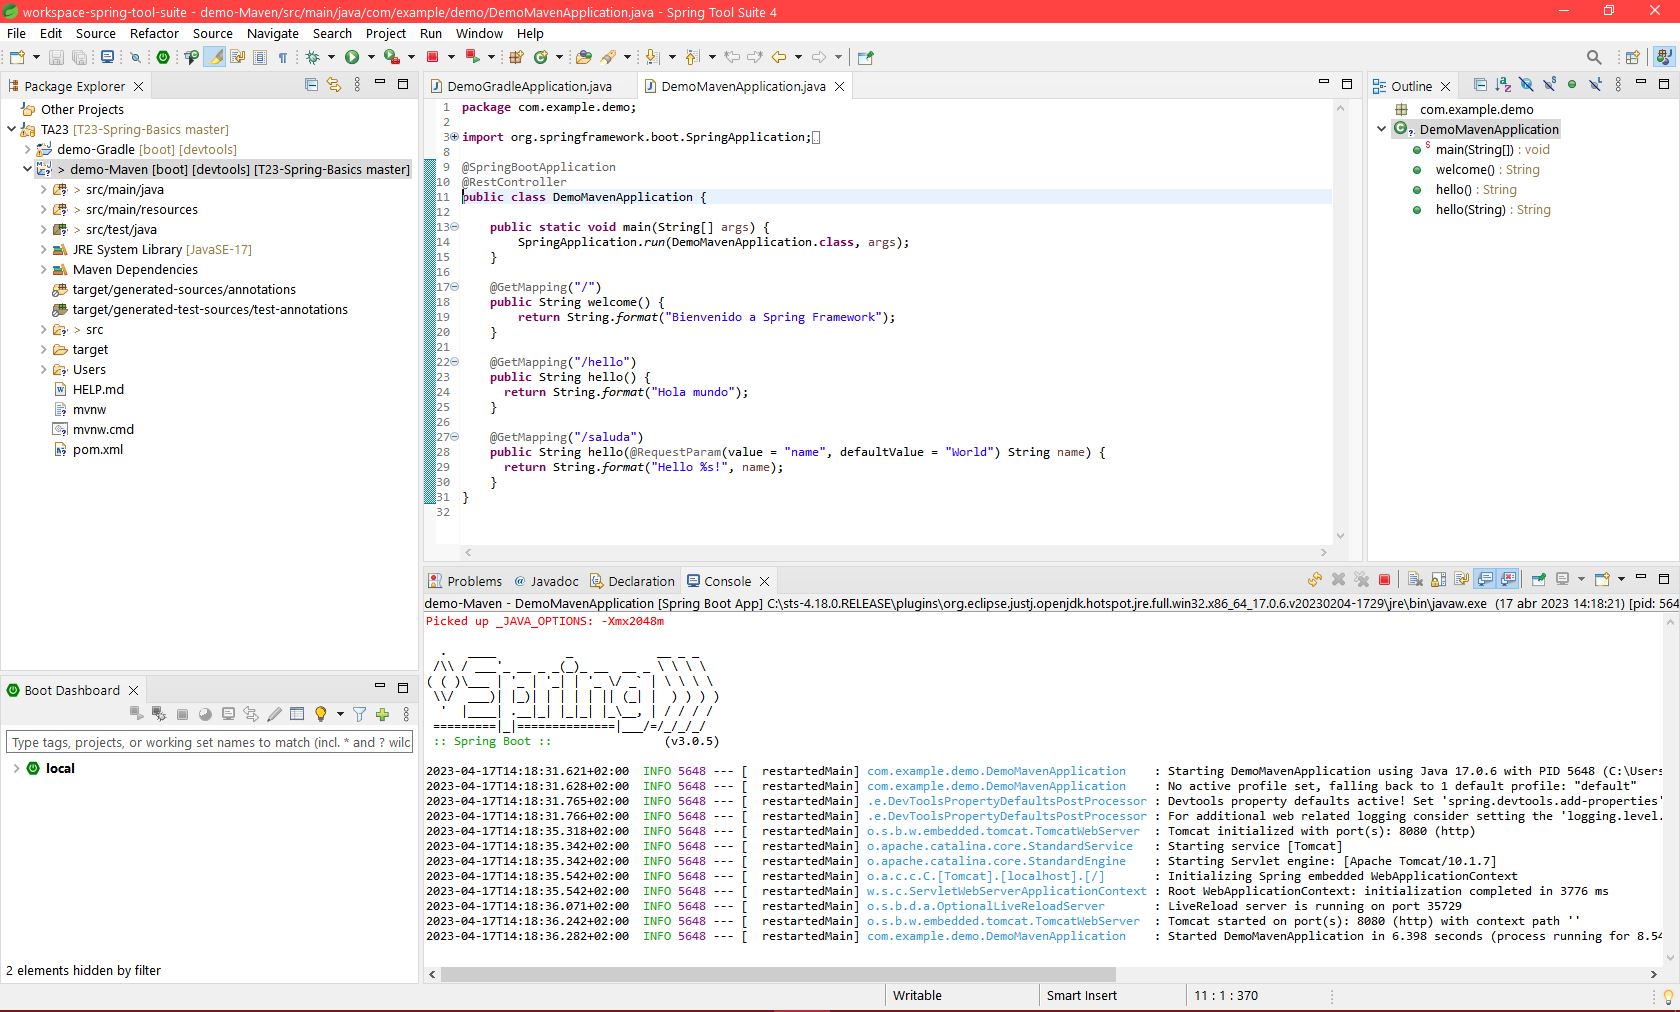 workspace-spring-tool-suite - demo-Maven/src/main/java/com/example/demo/DemoMavenApplication.java - Spring Tool Suite 4
File Edit Source Refactor Source Navigate Search Project Run Window Help
Package Explorer
Other Projects
TA23 [T23-Spring-Basics master]
demo-Gradle [boot] [devtools]
> demo-Maven [boot] [devtools] [T23-Spring-Basics master]
> src/main/java
> src/main/resources
> src/test/java
JRE System Library [JavaSE-17]
Maven Dependencies
target/generated-sources/annotations
target/generated-test-sources/test-annotations
> src
target
Users
HELP.md
mvnw
mvnw.cmd
pom.xml
Boot Dashboard
Type tags, projects, or working set names to match (incl. * and ? wilc
local
2 elements hidden by filter
DemoGradleApplication.java
DemoMavenApplication.java
1 package com.example.demo;
2
3 import org.springframework.boot.SpringApplication;
8
9 @SpringBootApplication
10 @RestController
11 public class DemoMavenApplication {
12
13 public static void main(String[] args) {
14 SpringApplication.run(DemoMavenApplication.class, args);
15 }
16
17 @GetMapping("/")
18 public String welcome() {
19 return String.format("Bienvenido a Spring Framework");
20 }
21
22 @GetMapping("/hello")
23 public String hello() {
24 return String.format("Hola mundo");
25 }
26
27 @GetMapping("/saluda")
28 public String hello(@RequestParam(value = "name", defaultValue = "World") String name) {
29 return String.format("Hello %s!", name);
30 }
31 }
32
Outline
com.example.demo
DemoMavenApplication
main(String[]) : void
welcome() : String
hello() : String
hello(String) : String
Problems @ Javadoc Declaration Console
demo-Maven - DemoMavenApplication [Spring Boot App] C:\sts-4.18.0.RELEASE\plugins\org.eclipse.justj.openjdk.hotspot.jre.full.win32.x86_64_17.0.6.v20230204-1729\jre\bin\javaw.exe (17 abr 2023 14:18:21) [pid: 564
Picked up _JAVA_OPTIONS: -Xmx2048m
  .   ____          _            __ _ _
 /\\ / ___'_ __ _ _(_)_ __  __ _ \ \ \ \
( ( )\___ | '_ | '_| | '_ \/ _` | \ \ \ \
 \\/  ___)| |_)| | | | | || (_| |  ) ) ) )
  '  |____| .__|_| |_|_| |_\__, | / / / /
 =========|_|==============|___/=/_/_/_/
 :: Spring Boot ::                (v3.0.5)
2023-04-17T14:18:31.621+02:00 INFO 5648 --- [ restartedMain] com.example.demo.DemoMavenApplication : Starting DemoMavenApplication using Java 17.0.6 with PID 5648 (C:\Users
2023-04-17T14:18:31.628+02:00 INFO 5648 --- [ restartedMain] com.example.demo.DemoMavenApplication : No active profile set, falling back to 1 default profile: "default"
2023-04-17T14:18:31.765+02:00 INFO 5648 --- [ restartedMain] .e.DevToolsPropertyDefaultsPostProcessor : Devtools property defaults active! Set 'spring.devtools.add-properties'
2023-04-17T14:18:31.766+02:00 INFO 5648 --- [ restartedMain] .e.DevToolsPropertyDefaultsPostProcessor : For additional web related logging consider setting the 'logging.level.
2023-04-17T14:18:35.318+02:00 INFO 5648 --- [ restartedMain] o.s.b.w.embedded.tomcat.TomcatWebServer : Tomcat initialized with port(s): 8080 (http)
2023-04-17T14:18:35.342+02:00 INFO 5648 --- [ restartedMain] o.apache.catalina.core.StandardService : Starting service [Tomcat]
2023-04-17T14:18:35.342+02:00 INFO 5648 --- [ restartedMain] o.apache.catalina.core.StandardEngine : Starting Servlet engine: [Apache Tomcat/10.1.7]
2023-04-17T14:18:35.542+02:00 INFO 5648 --- [ restartedMain] o.a.c.c.C.[Tomcat].[localhost].[/] : Initializing Spring embedded WebApplicationContext
2023-04-17T14:18:35.542+02:00 INFO 5648 --- [ restartedMain] w.s.c.ServletWebServerApplicationContext : Root WebApplicationContext: initialization completed in 3776 ms
2023-04-17T14:18:36.071+02:00 INFO 5648 --- [ restartedMain] o.s.b.d.a.OptionalLiveReloadServer : LiveReload server is running on port 35729
2023-04-17T14:18:36.242+02:00 INFO 5648 --- [ restartedMain] o.s.b.w.embedded.tomcat.TomcatWebServer : Tomcat started on port(s): 8080 (http) with context path ''
2023-04-17T14:18:36.282+02:00 INFO 5648 --- [ restartedMain] com.example.demo.DemoMavenApplication : Started DemoMavenApplication in 6.398 seconds (process running for 8.54
Writable Smart Insert 11 : 1 : 370